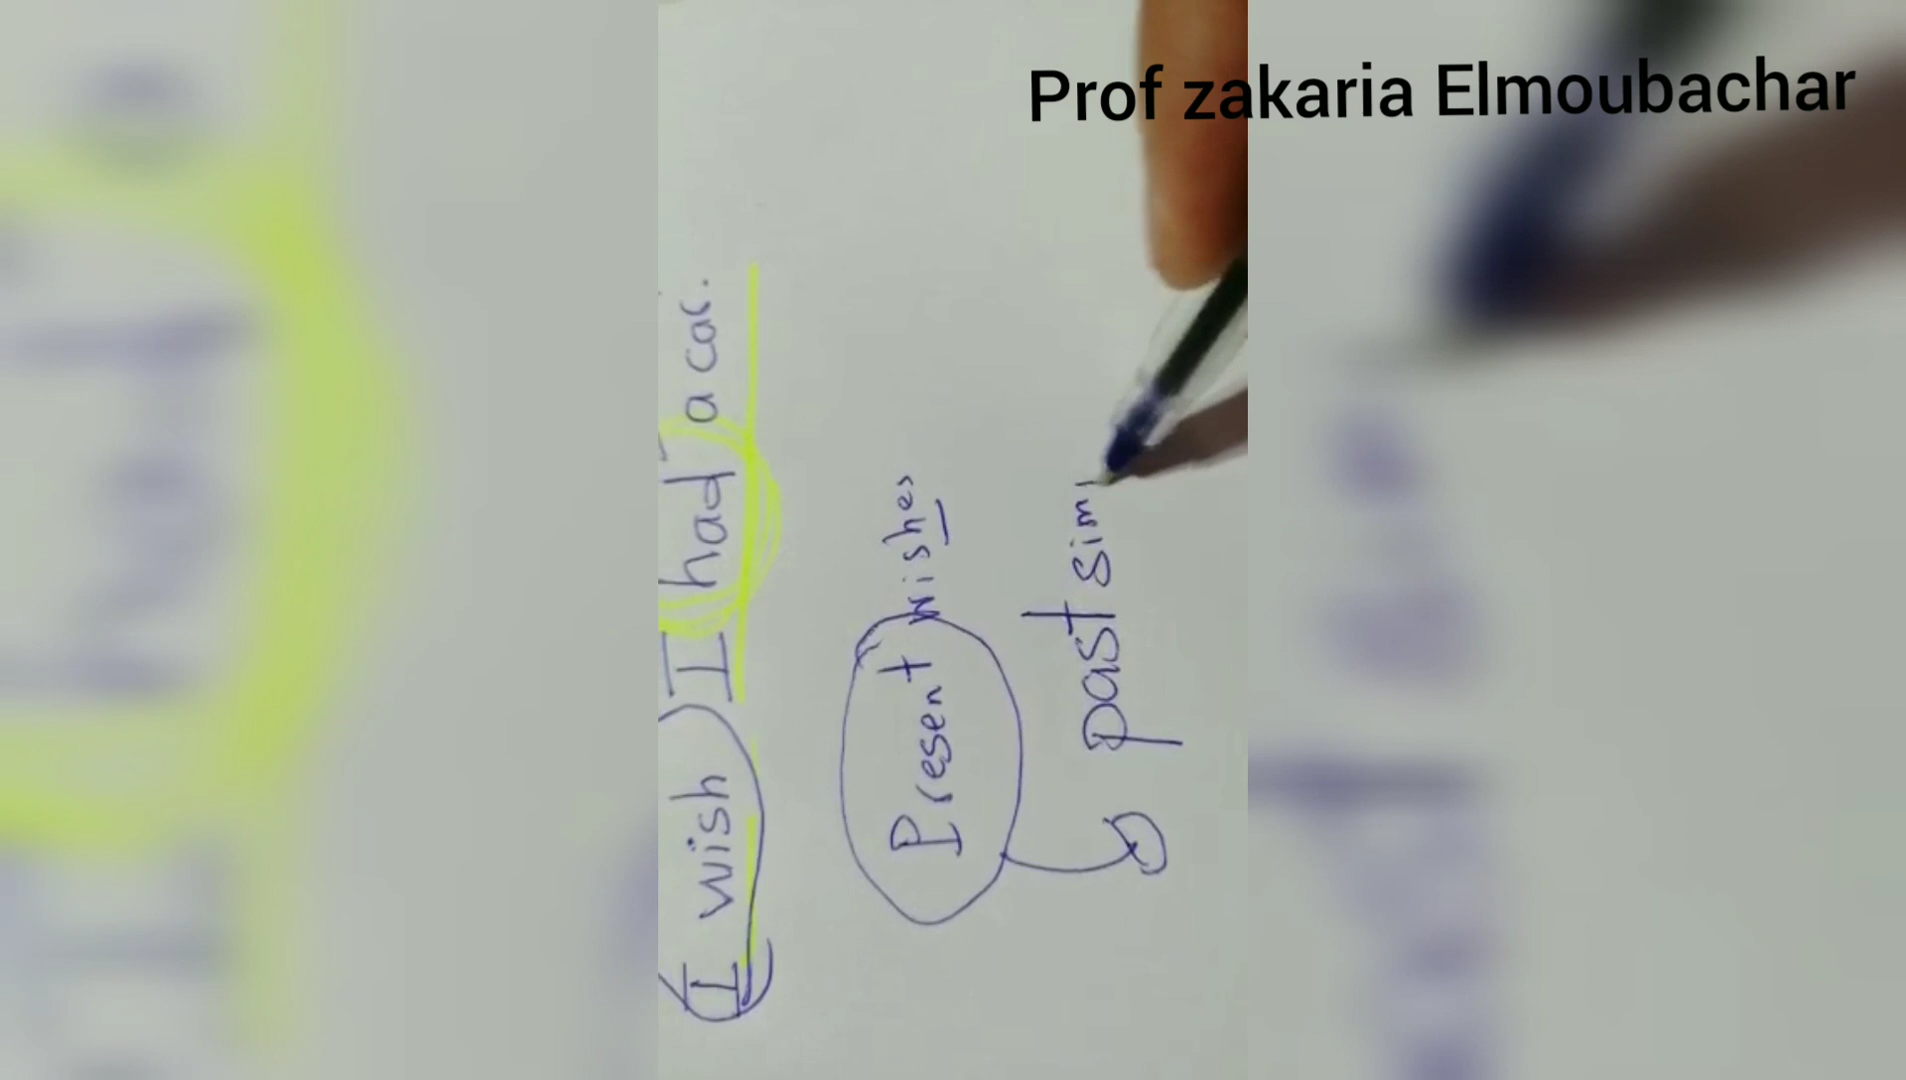 Prof zakaria Elmoubachar
I wish I had a car.
Present wishes
past sim